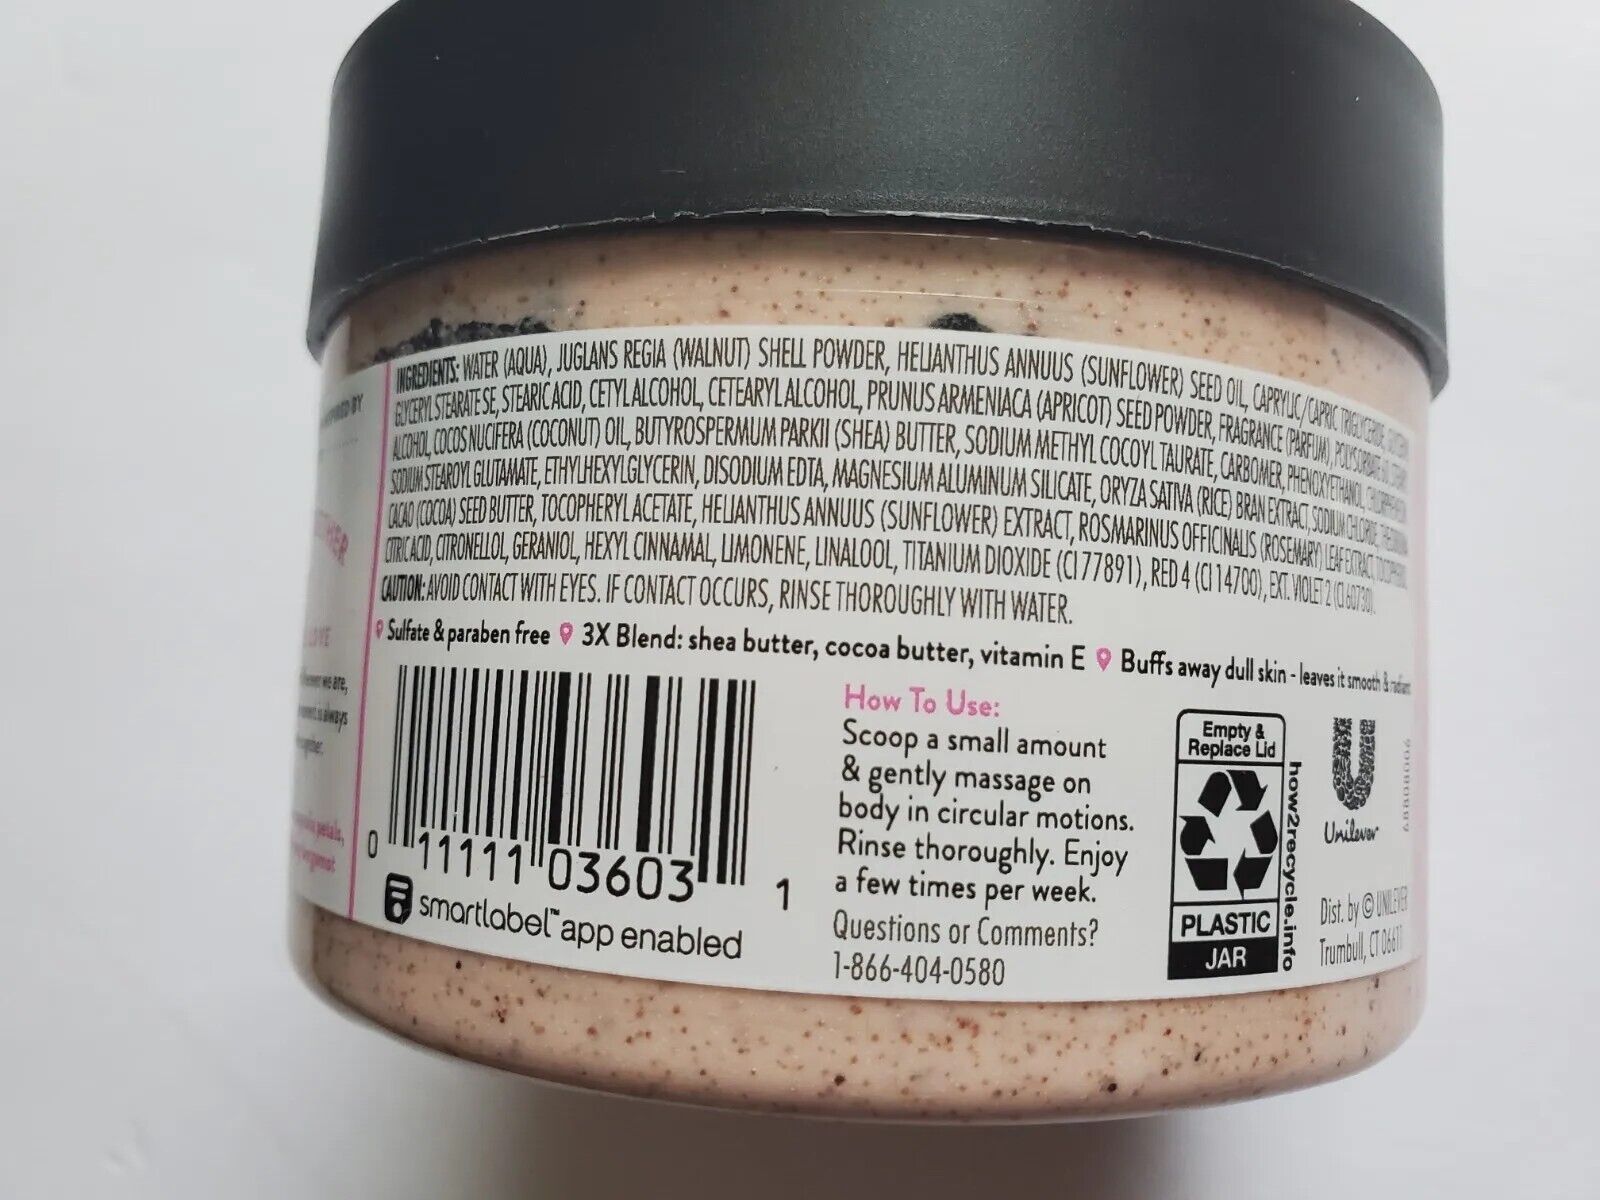 INGREDIENTS: WATER (AQUA), JUGLANS REGIA (WALNUT) SHELL POWDER, HELIANTHUS ANNUUS (SUNFLOWER) SEED OIL, CAPRYLIC/CAPRIC TRIGLYCERIDE,
GLYCERYL STEARATE SE, STEARIC ACID, CETYL ALCOHOL, CETEARYL ALCOHOL, PRUNUS ARMENIACA (APRICOT) SEED POWDER, FRAGRANCE (PARFUM), POLYSORBATE 60,
ALCOHOL, COCOS NUCIFERA (COCONUT) OIL, BUTYROSPERMUM PARKII (SHEA) BUTTER, SODIUM METHYL COCOYL TAURATE, CARBOMER, PHENOXYETHANOL,
SODIUM STEAROYL GLUTAMATE, ETHYLHEXYLGLYCERIN, DISODIUM EDTA, MAGNESIUM ALUMINUM SILICATE, ORYZA SATIVA (RICE) BRAN EXTRACT, SODIUM CHLORIDE,
CACAO (COCOA) SEED BUTTER, TOCOPHERYL ACETATE, HELIANTHUS ANNUUS (SUNFLOWER) EXTRACT, ROSMARINUS OFFICINALIS (ROSEMARY) LEAF EXTRACT,
CITRIC ACID, CITRONELLOL, GERANIOL, HEXYL CINNAMAL, LIMONENE, LINALOOL, TITANIUM DIOXIDE (CI 77891), RED 4 (CI 14700), EXT. VIOLET 2 (CI 60730).
CAUTION: AVOID CONTACT WITH EYES. IF CONTACT OCCURS, RINSE THOROUGHLY WITH WATER.
Sulfate & paraben free 3X Blend: shea butter, cocoa butter, vitamin E Buffs away dull skin - leaves it smooth & radiant
we are,
always
petals,
0 11111 03603 1
smartlabel™ app enabled
How To Use:
Scoop a small amount
& gently massage on
body in circular motions.
Rinse thoroughly. Enjoy
a few times per week.
Questions or Comments?
1-866-404-0580
Empty &
Replace Lid
PLASTIC
JAR
how2recycle.info
Unilever
Dist. by © UNILEVER
Trumbull, CT 06611